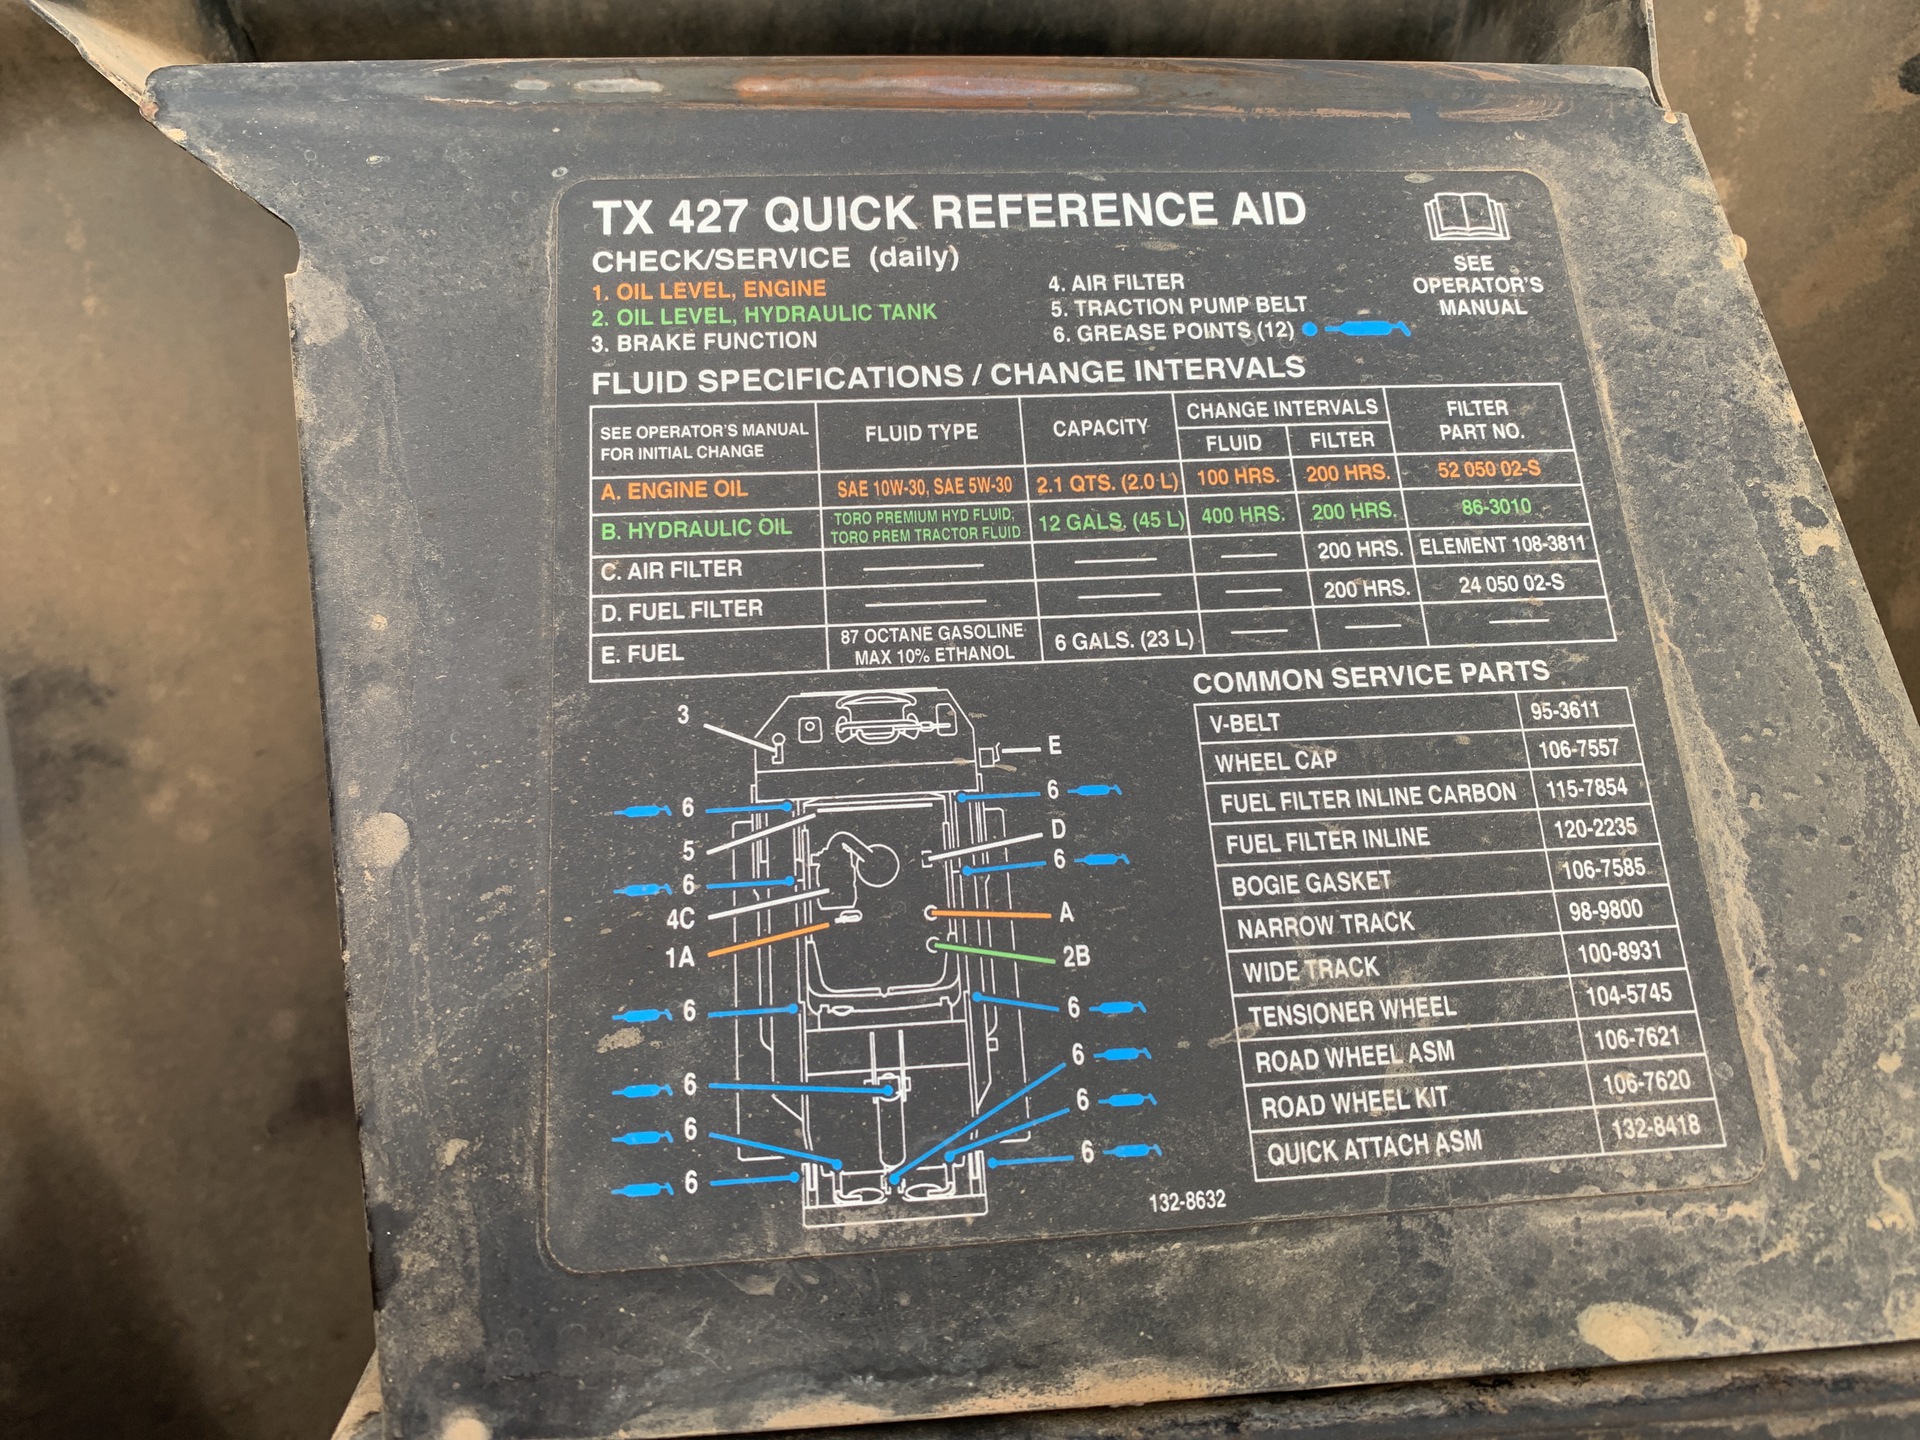 TX 427 QUICK REFERENCE AID
CHECK/SERVICE (daily)
1. OIL LEVEL, ENGINE
2. OIL LEVEL, HYDRAULIC TANK
3. BRAKE FUNCTION
4. AIR FILTER
5. TRACTION PUMP BELT
6. GREASE POINTS (12)
SEE
OPERATOR'S
MANUAL
FLUID SPECIFICATIONS / CHANGE INTERVALS
SEE OPERATOR'S MANUAL
FOR INITIAL CHANGE
FLUID TYPE
CAPACITY
CHANGE INTERVALS
FLUID
FILTER
FILTER
PART NO.
A. ENGINE OIL
SAE 10W-30, SAE 5W-30
2.1 QTS. (2.0 L)
100 HRS.
200 HRS.
52 050 02-S
B. HYDRAULIC OIL
TORO PREMIUM HYD FLUID;
TORO PREM TRACTOR FLUID
12 GALS. (45 L)
400 HRS.
200 HRS.
86-3010
C. AIR FILTER
200 HRS.
ELEMENT 108-3811
D. FUEL FILTER
200 HRS.
24 050 02-S
E. FUEL
87 OCTANE GASOLINE
MAX 10% ETHANOL
6 GALS. (23 L)
3
6
5
6
4C
1A
6
6
6
6
E
6
D
6
A
2B
6
6
6
6
COMMON SERVICE PARTS
V-BELT 95-3611
WHEEL CAP 106-7557
FUEL FILTER INLINE CARBON 115-7854
FUEL FILTER INLINE 120-2235
BOGIE GASKET 106-7585
NARROW TRACK 98-9800
WIDE TRACK 100-8931
TENSIONER WHEEL 104-5745
ROAD WHEEL ASM 106-7621
ROAD WHEEL KIT 106-7620
QUICK ATTACH ASM 132-8418
132-8632